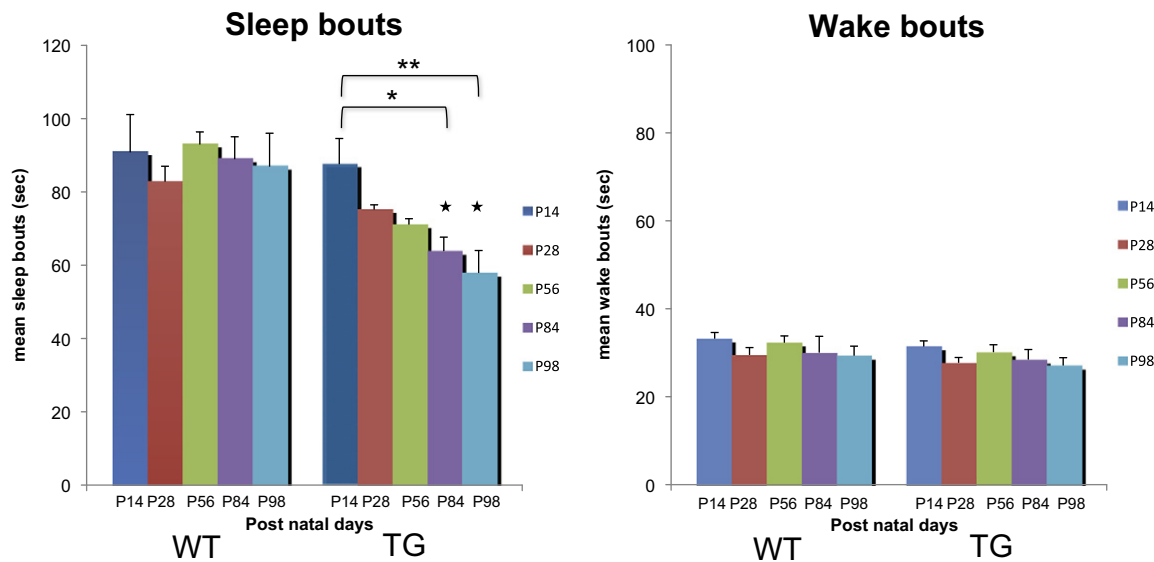 Sleep bouts
mean sleep bouts (sec)
120
100
80
60
40
20
0
**
*
★ ★
P14
P28
P56
P84
P98
P14 P28 P56 P84 P98 P14 P28 P56 P84 P98
Post natal days
WT TG
Wake bouts
mean wake bouts (sec)
100
80
60
40
20
0
P14
P28
P56
P84
P98
P14 P28 P56 P84 P98 P14 P28 P56 P84 P98
Post natal days
WT TG